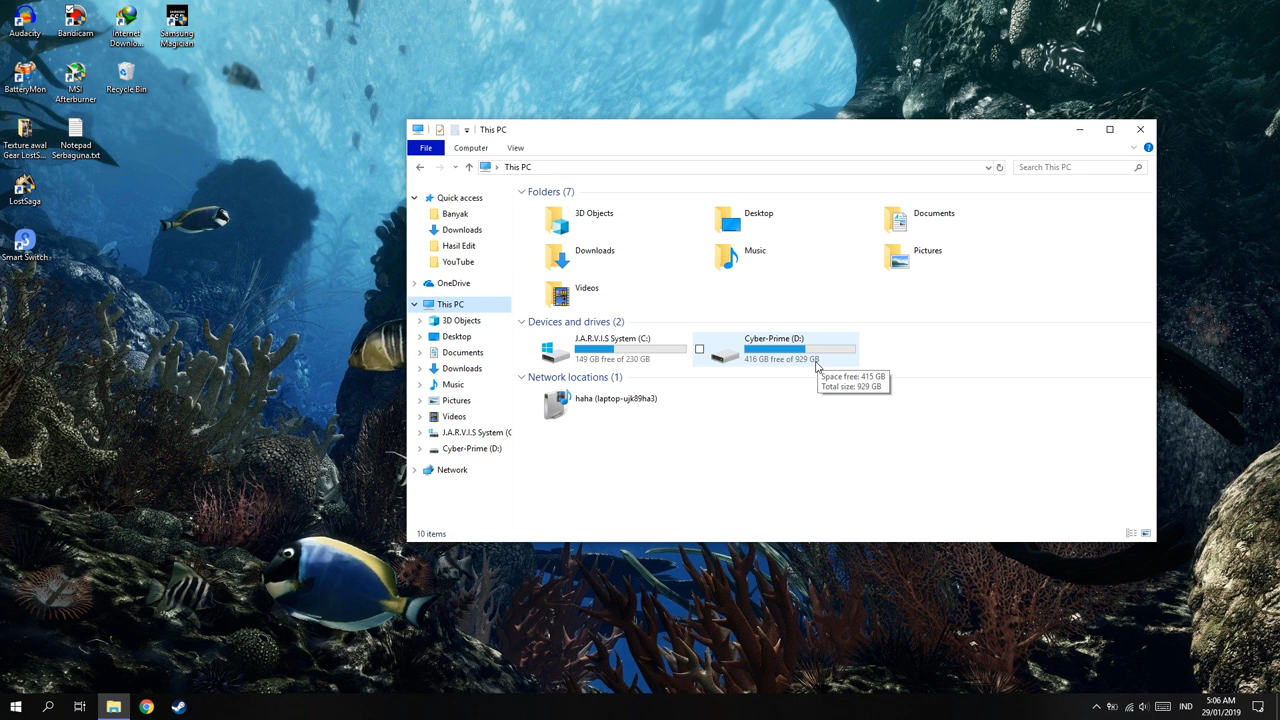 Audacity
Bandicam
Internet
Downlo...
Samsung
Magician
BatteryMon
MSI
Afterburner
Recycle Bin
Texture awal
Gear LostS...
Notepad
Serbaguna.txt
LostSaga
Smart Switch
This PC
File
Computer
View
This PC
Search This PC
Quick access
Banyak
Downloads
Hasil Edit
YouTube
OneDrive
This PC
3D Objects
Desktop
Documents
Downloads
Music
Pictures
Videos
J.A.R.V.I.S System (C
Cyber-Prime (D:)
Network
Folders (7)
3D Objects
Desktop
Documents
Downloads
Music
Pictures
Videos
Devices and drives (2)
J.A.R.V.I.S System (C:)
149 GB free of 230 GB
Cyber-Prime (D:)
416 GB free of 929 GB
Space free: 415 GB
Total size: 929 GB
Network locations (1)
haha (laptop-ujk89ha3)
10 items
IND
5:06 AM
29/01/2019